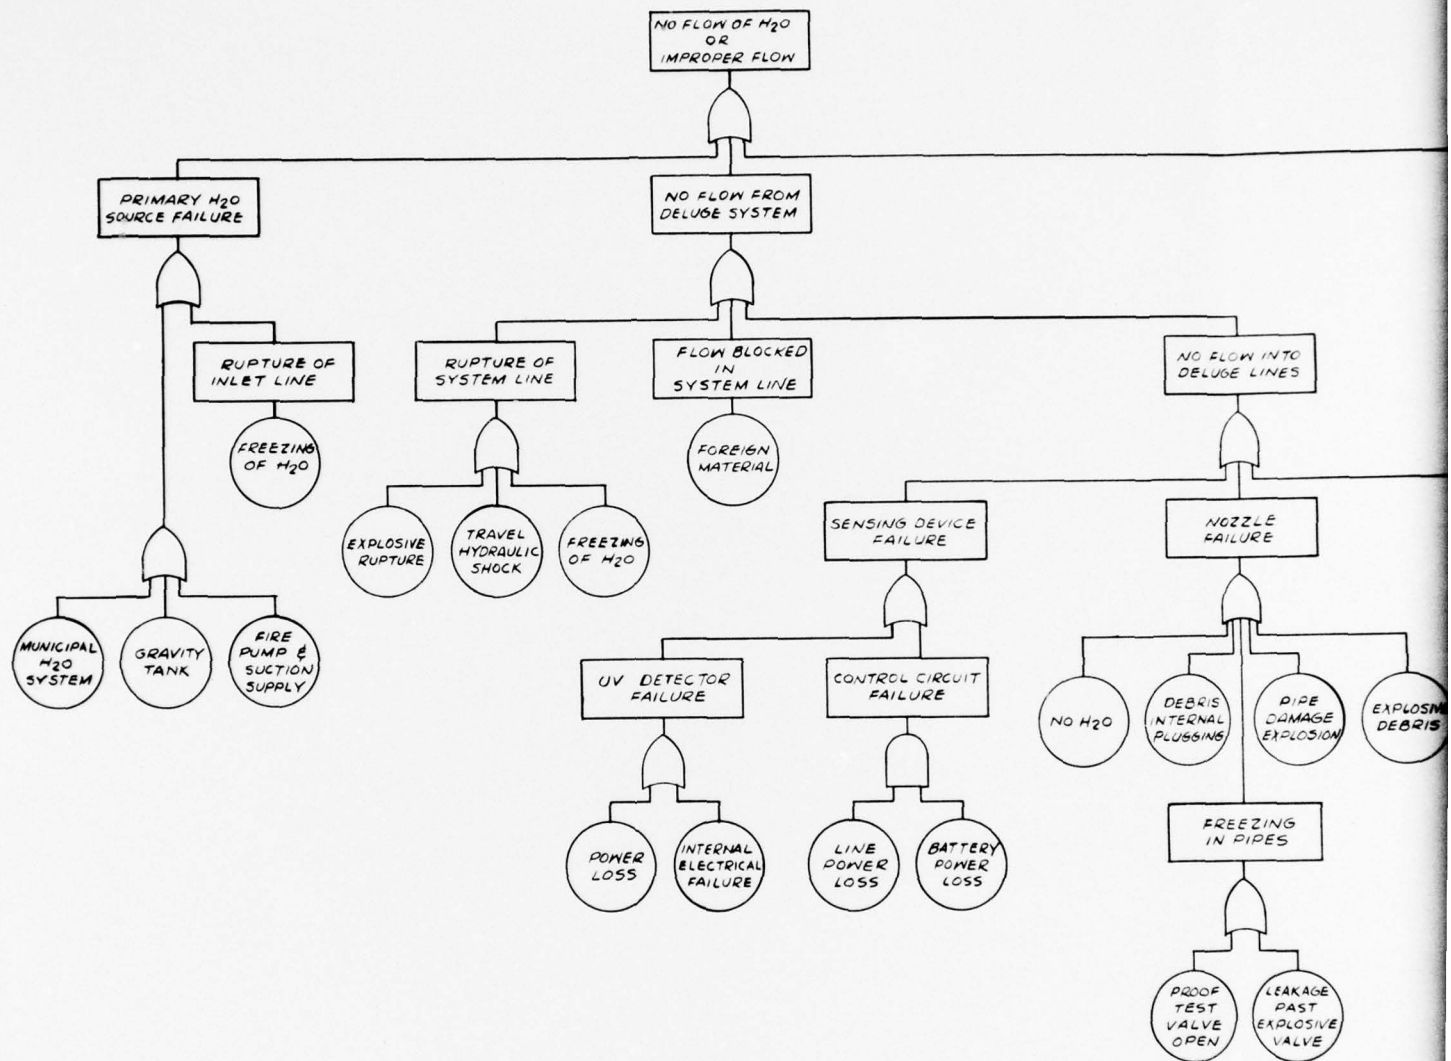 NO FLOW OF H2O
OR
IMPROPER FLOW
PRIMARY H2O
SOURCE FAILURE
NO FLOW FROM
DELUGE SYSTEM
RUPTURE OF
INLET LINE
RUPTURE OF
SYSTEM LINE
FLOW BLOCKED
IN
SYSTEM LINE
NO FLOW INTO
DELUGE LINES
FREEZING
OF H2O
FOREIGN
MATERIAL
EXPLOSIVE
RUPTURE
TRAVEL
HYDRAULIC
SHOCK
FREEZING
OF H2O
SENSING DEVICE
FAILURE
NOZZLE
FAILURE
MUNICIPAL
H2O
SYSTEM
GRAVITY
TANK
FIRE
PUMP &
SUCTION
SUPPLY
UV DETECTOR
FAILURE
CONTROL CIRCUIT
FAILURE
NO H2O
DEBRIS
INTERNAL
PLUGGING
PIPE
DAMAGE
EXPLOSION
EXPLOSIVE
DEBRIS
POWER
LOSS
INTERNAL
ELECTRICAL
FAILURE
LINE
POWER
LOSS
BATTERY
POWER
LOSS
FREEZING
IN PIPES
PROOF
TEST
VALVE
OPEN
LEAKAGE
PAST
EXPLOSIVE
VALVE